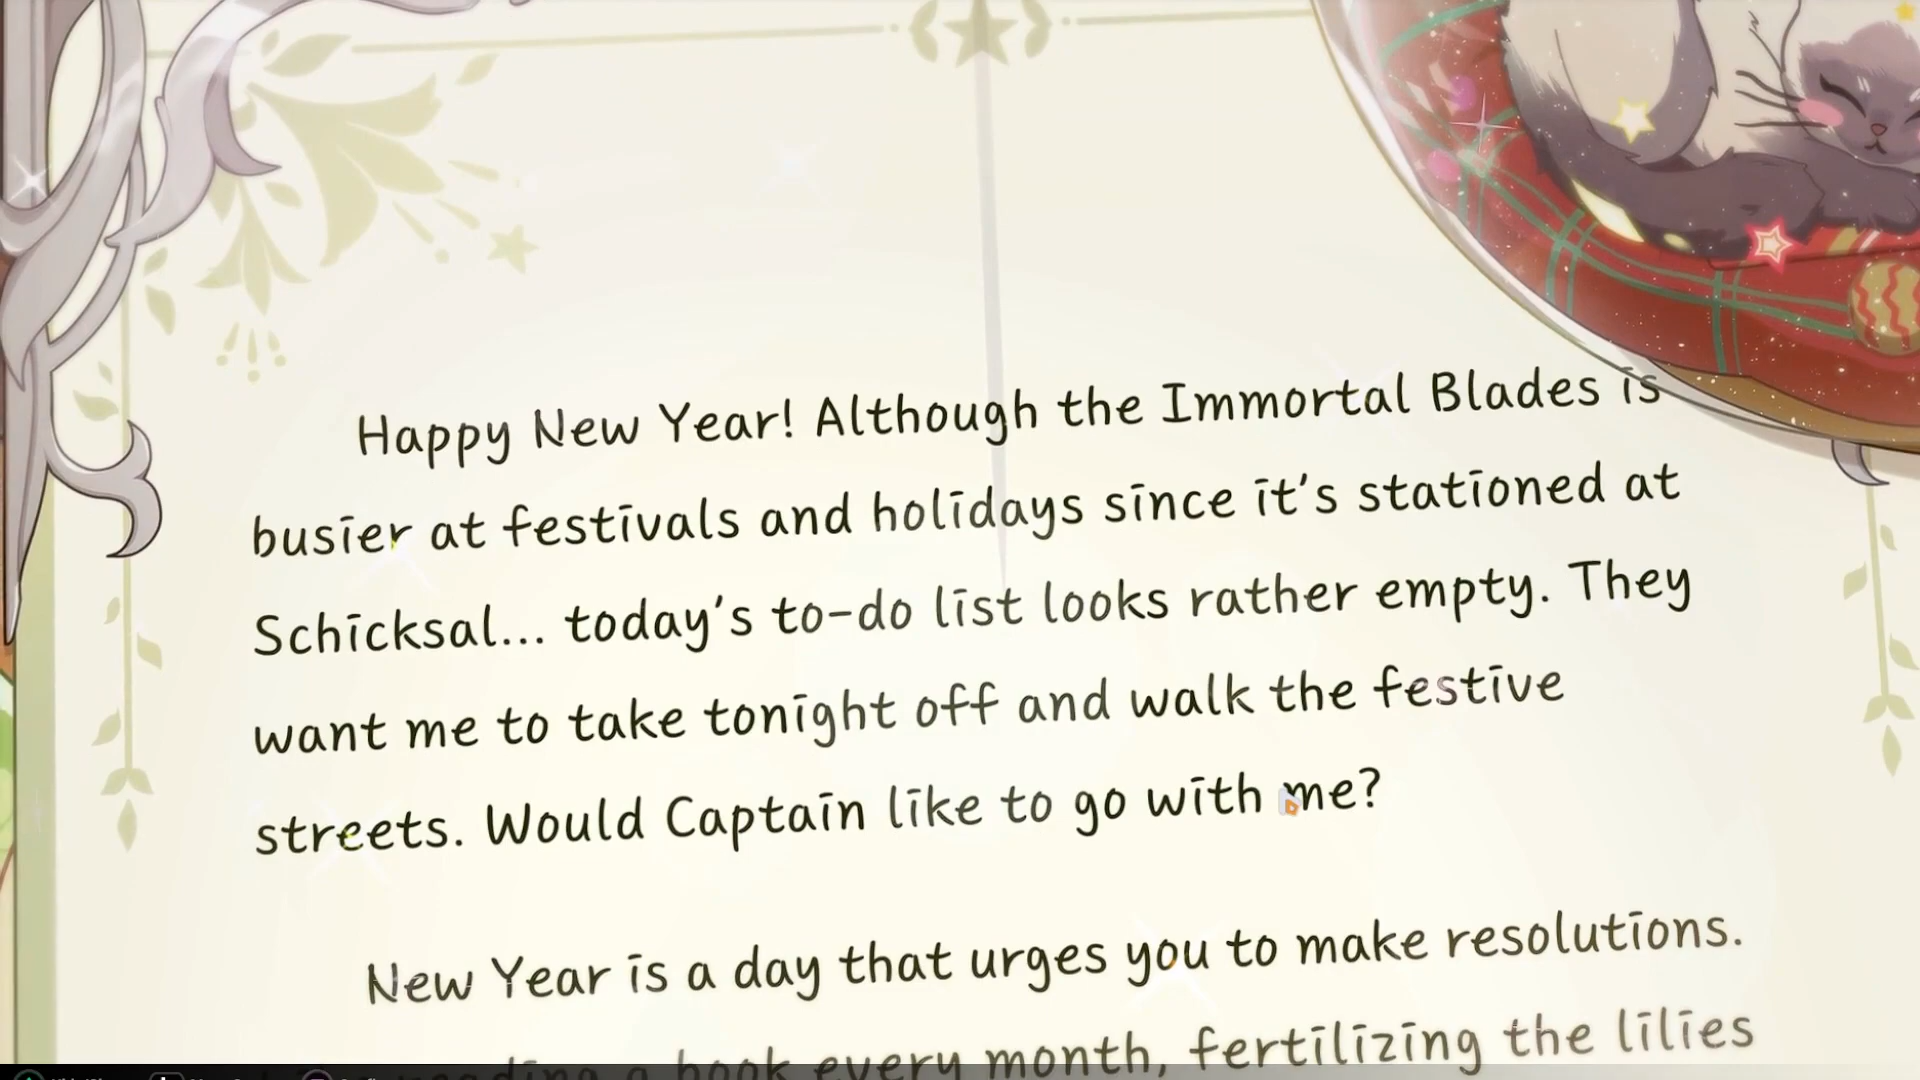 Happy New Year! Although the Immortal Blades is
busier at festivals and holidays since it's stationed at
Schicksal... today's to-do list looks rather empty. They
want me to take tonight off and walk the festive
streets. Would Captain like to go with me?
New Year is a day that urges you to make resolutions.
a book every month, fertilizing the lilies